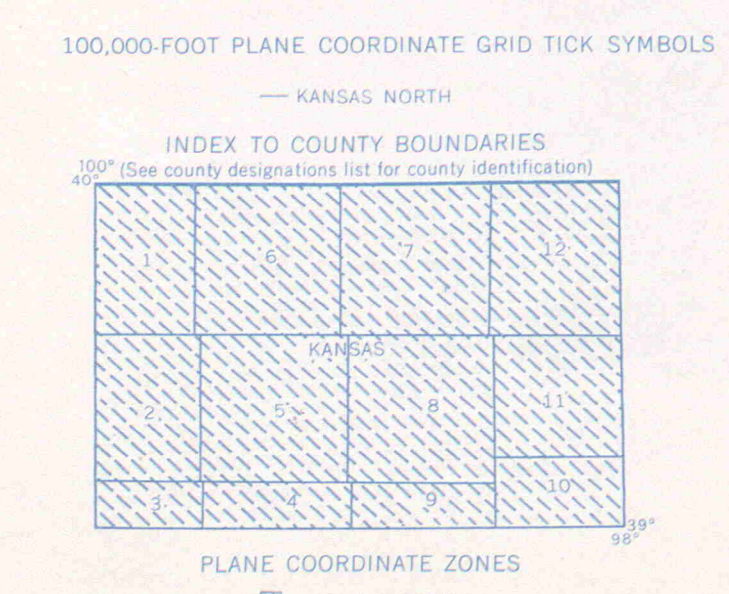 100,000-FOOT PLANE COORDINATE GRID TICK SYMBOLS
— KANSAS NORTH
INDEX TO COUNTY BOUNDARIES
100° (See county designations list for county identification)
40°
1 6 7 12
KANSAS
2 5 8 11
3 4 9 10
39°
98°
PLANE COORDINATE ZONES